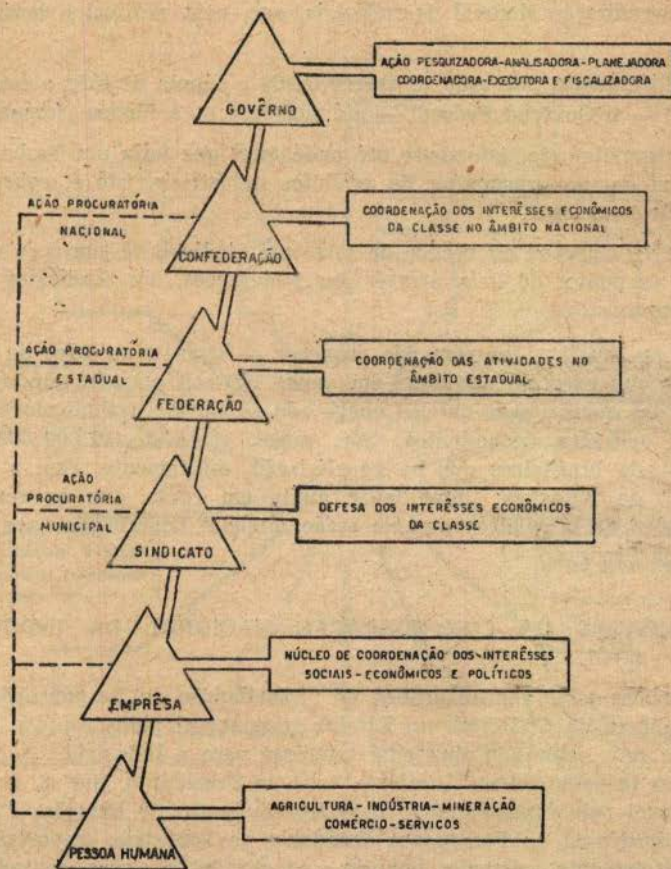 AÇÃO PESQUIZADORA-ANALISADORA-PLANEJADORA
COORDENADORA-EXECUTORA E FISCALIZADORA
GOVÊRNO
AÇÃO PROCURATÓRIA
NACIONAL
COORDENAÇÃO DOS INTERÊSSES ECONÔMICOS
DA CLASSE NO ÂMBITO NACIONAL
CONFEDERAÇÃO
AÇÃO PROCURATÓRIA
ESTADUAL
COORDENAÇÃO DAS ATIVIDADES NO
ÂMBITO ESTADUAL
FEDERAÇÃO
AÇÃO
PROCURATÓRIA
MUNICIPAL
DEFESA DOS INTERÊSSES ECONÔMICOS
DA CLASSE
SINDICATO
NÚCLEO DE COORDENAÇÃO DOS INTERÊSSES
SOCIAIS-ECONÔMICOS E POLÍTICOS
EMPRÊSA
AGRICULTURA-INDÚSTRIA-MINERAÇÃO
COMÉRCIO-SERVICOS
PESSOA HUMANA